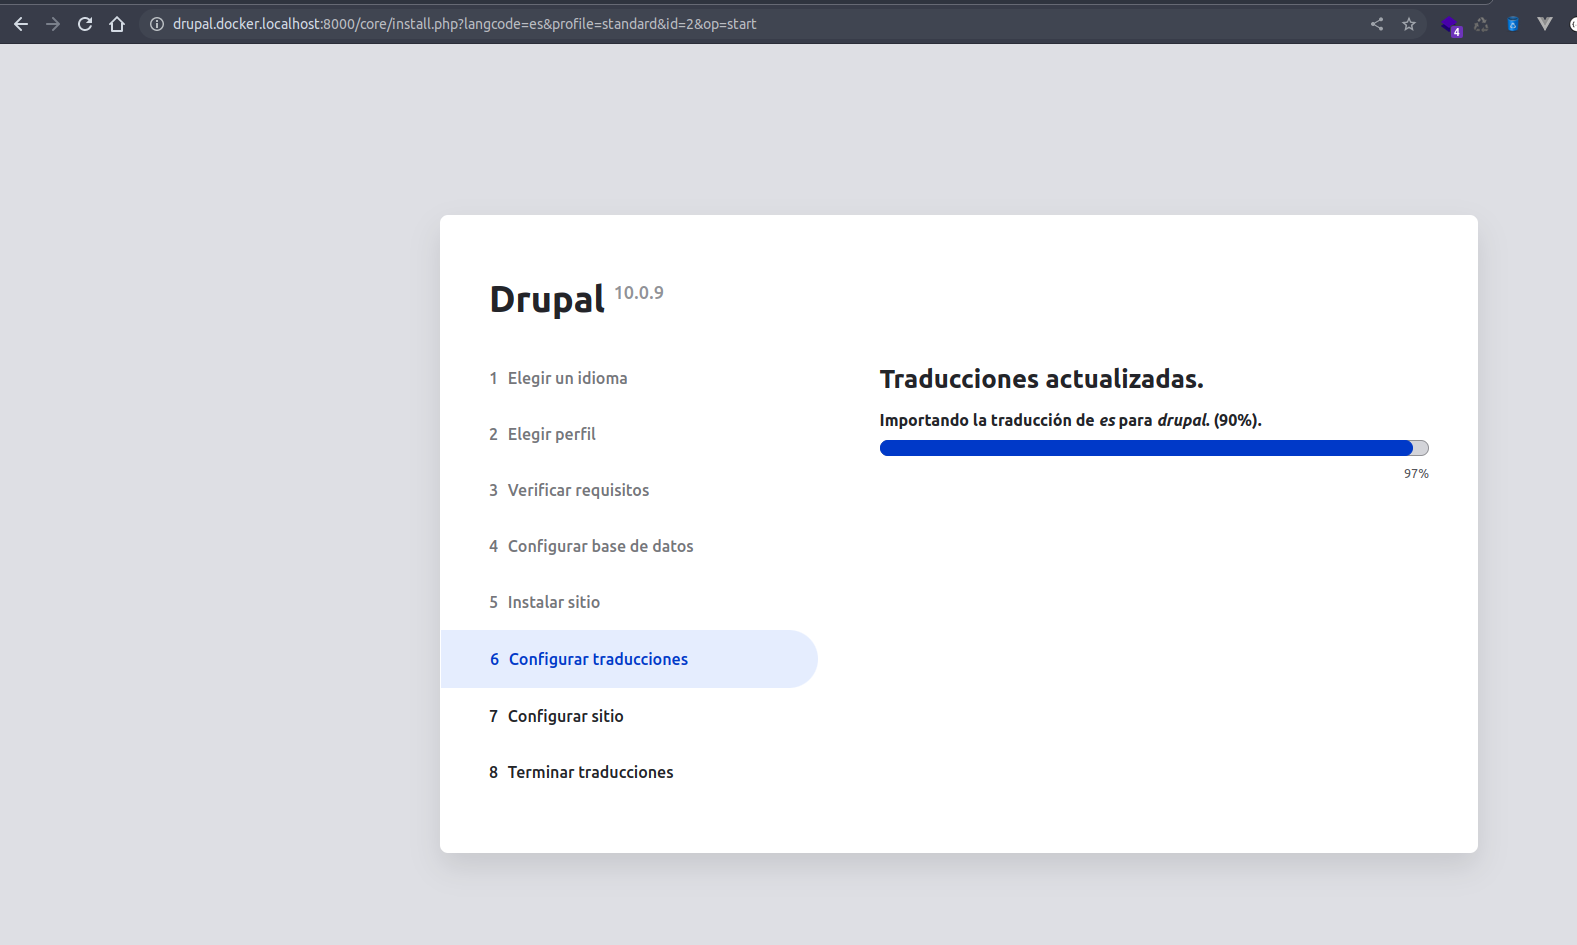 drupal.docker.localhost:8000/core/install.php?langcode=es&profile=standard&id=2&op=start
4
Drupal 10.0.9
1 Elegir un idioma
2 Elegir perfil
3 Verificar requisitos
4 Configurar base de datos
5 Instalar sitio
6 Configurar traducciones
7 Configurar sitio
8 Terminar traducciones
Traducciones actualizadas.
Importando la traducción de es para drupal. (90%).
97%